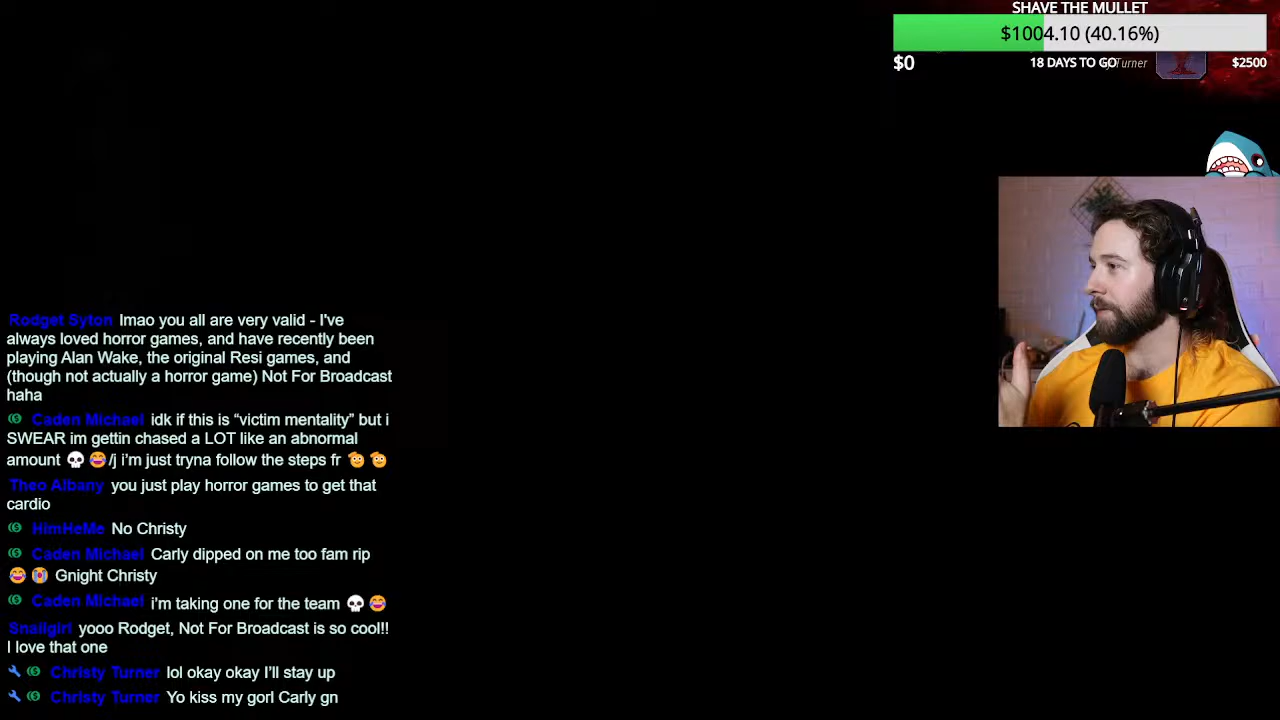 SHAVE THE MULLET
$1004.10 (40.16%)
$0
18 DAYS TO GO
Turner
$2500
Rodget Syton lmao you all are very valid - I've
always loved horror games, and have recently been
playing Alan Wake, the original Resi games, and
(though not actually a horror game) Not For Broadcast
haha
Caden Michael idk if this is “victim mentality” but i
SWEAR im gettin chased a LOT like an abnormal
amount 💀😂/j i’m just tryna follow the steps fr 🫡🫡
Theo Albany you just play horror games to get that
cardio
HimHeMe No Christy
Caden Michael Carly dipped on me too fam rip
😂😭 Gnight Christy
Caden Michael i’m taking one for the team 💀😂
Snailgirl yooo Rodget, Not For Broadcast is so cool!!
I love that one
Christy Turner lol okay okay I’ll stay up
Christy Turner Yo kiss my gorl Carly gn